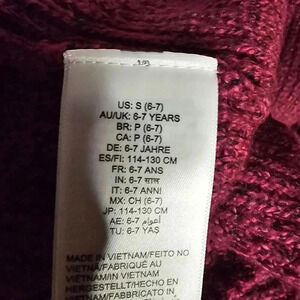 US: S (6-7)
AU/UK: 6-7 YEARS
BR: P (6-7)
CA: P (6-7)
DE: 6-7 JAHRE
ES/FI: 114-130 CM
FR: 6-7 ANS
IN: 6-7 साल
IT: 6-7 ANNI
MX: CH (6-7)
JP: 114-130 CM
AE: 6-7 أعوام
TU: 6-7 YAŞ
MADE IN VIETNAM/FEITO NO
VIETNÃ/FABRIQUÉ AU
VIETNAM/IN VIETNAM
HERGESTELLT/HECHO EN
VIETNAM/FABBRICATO IN